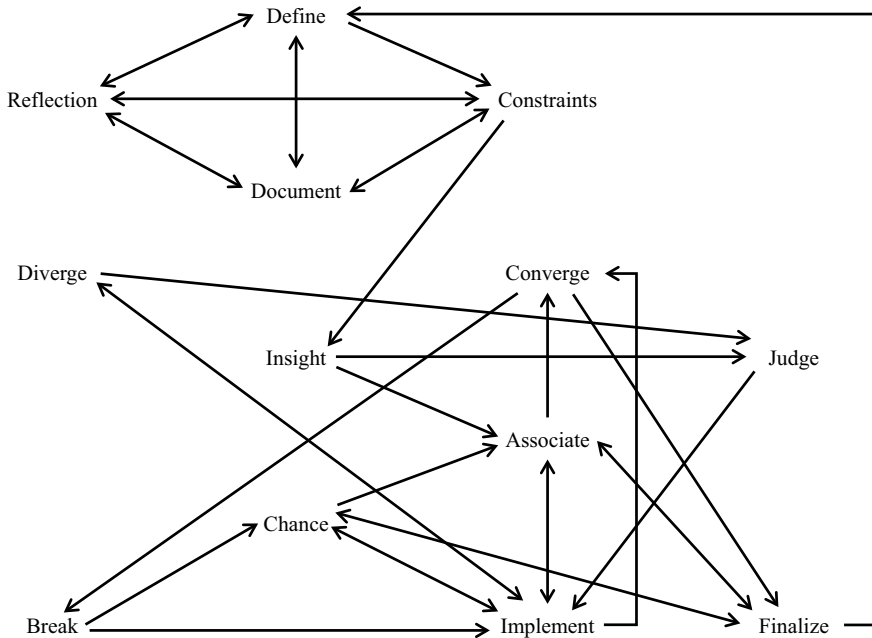 Define
Reflection
Constraints
Document
Diverge
Converge
Insight
Judge
Associate
Chance
Break
Implement
Finalize